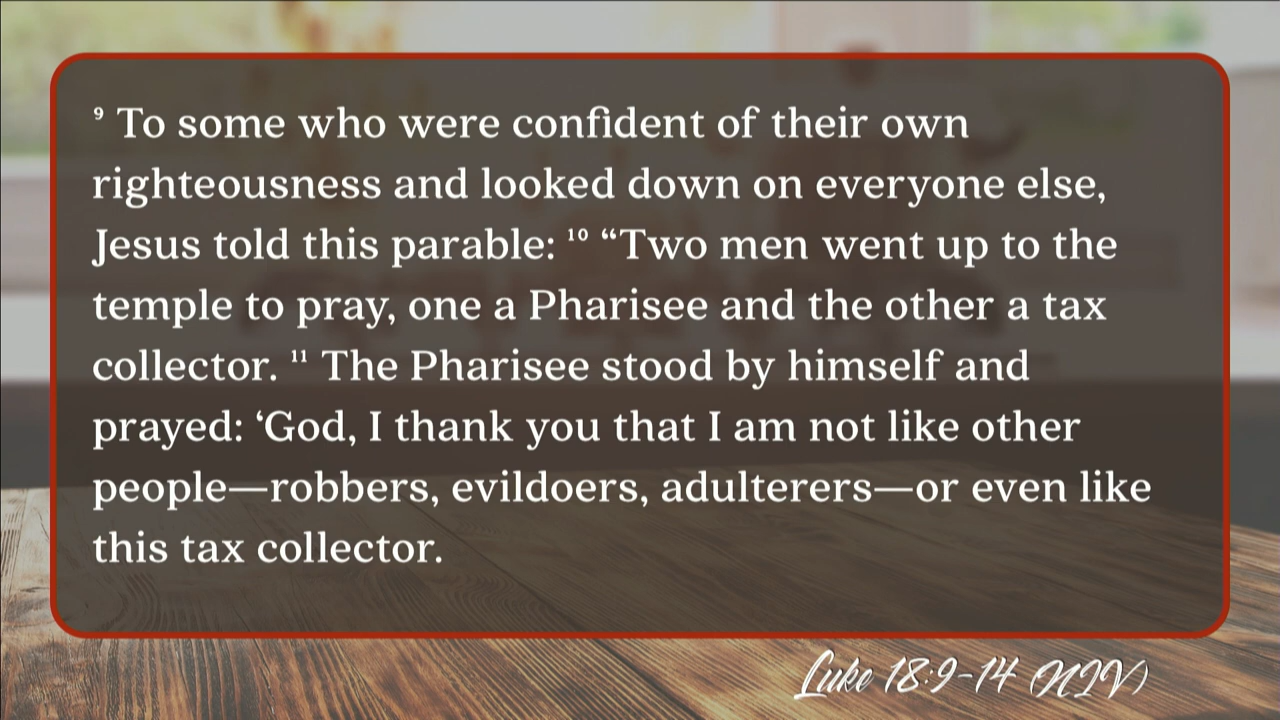 ⁹ To some who were confident of their own
righteousness and looked down on everyone else,
Jesus told this parable: ¹⁰ “Two men went up to the
temple to pray, one a Pharisee and the other a tax
collector. ¹¹ The Pharisee stood by himself and
prayed: ‘God, I thank you that I am not like other
people—robbers, evildoers, adulterers—or even like
this tax collector.
Luke 18:9-14 (NIV)